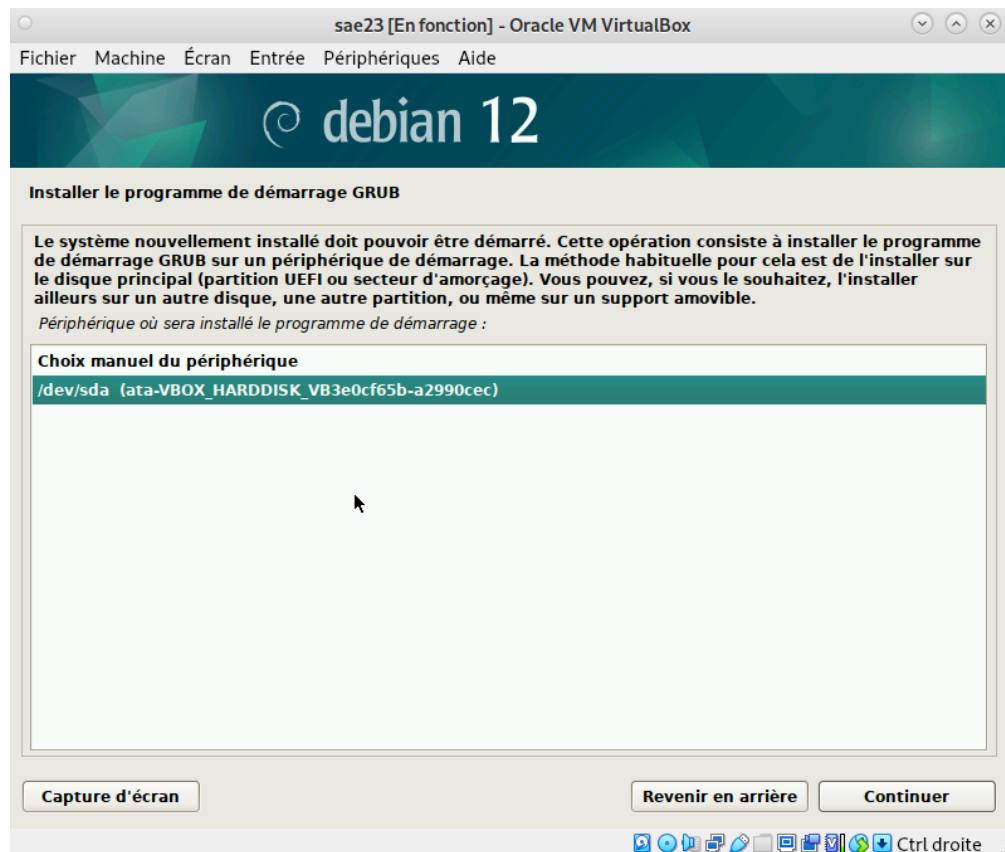 sae23 [En fonction] - Oracle VM VirtualBox
Fichier Machine Écran Entrée Périphériques Aide
debian 12
Installer le programme de démarrage GRUB
Le système nouvellement installé doit pouvoir être démarré. Cette opération consiste à installer le programme
de démarrage GRUB sur un périphérique de démarrage. La méthode habituelle pour cela est de l'installer sur
le disque principal (partition UEFI ou secteur d'amorçage). Vous pouvez, si vous le souhaitez, l'installer
ailleurs sur un autre disque, une autre partition, ou même sur un support amovible.
Périphérique où sera installé le programme de démarrage :
Choix manuel du périphérique
/dev/sda (ata-VBOX_HARDDISK_VB3e0cf65b-a2990cec)
Capture d'écran Revenir en arrière Continuer
Ctrl droite